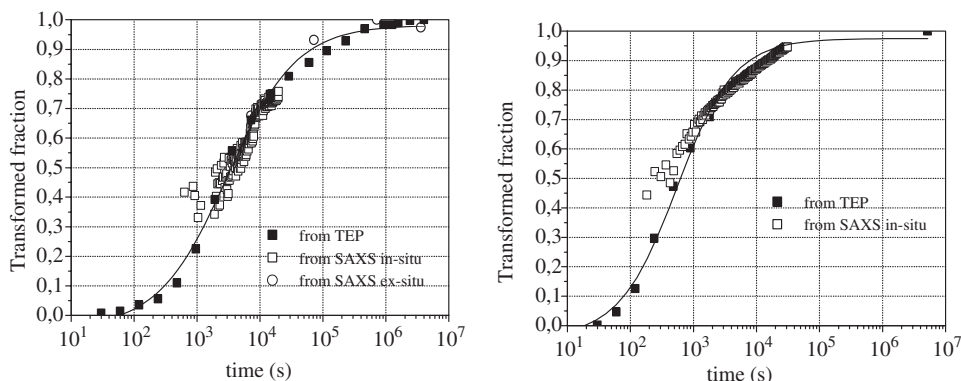 1,0
0,9
0,8
0,7
0,6
0,5
0,4
0,3
0,2
0,1
0,0
Transformed fraction
from TEP
from SAXS in-situ
from SAXS ex-situ
10¹ 10² 10³ 10⁴ 10⁵ 10⁶ 10⁷
time (s)
1,0
0,9
0,8
0,7
0,6
0,5
0,4
0,3
0,2
0,1
0,0
Transformed fraction
from TEP
from SAXS in-situ
10¹ 10² 10³ 10⁴ 10⁵ 10⁶ 10⁷
time (s)